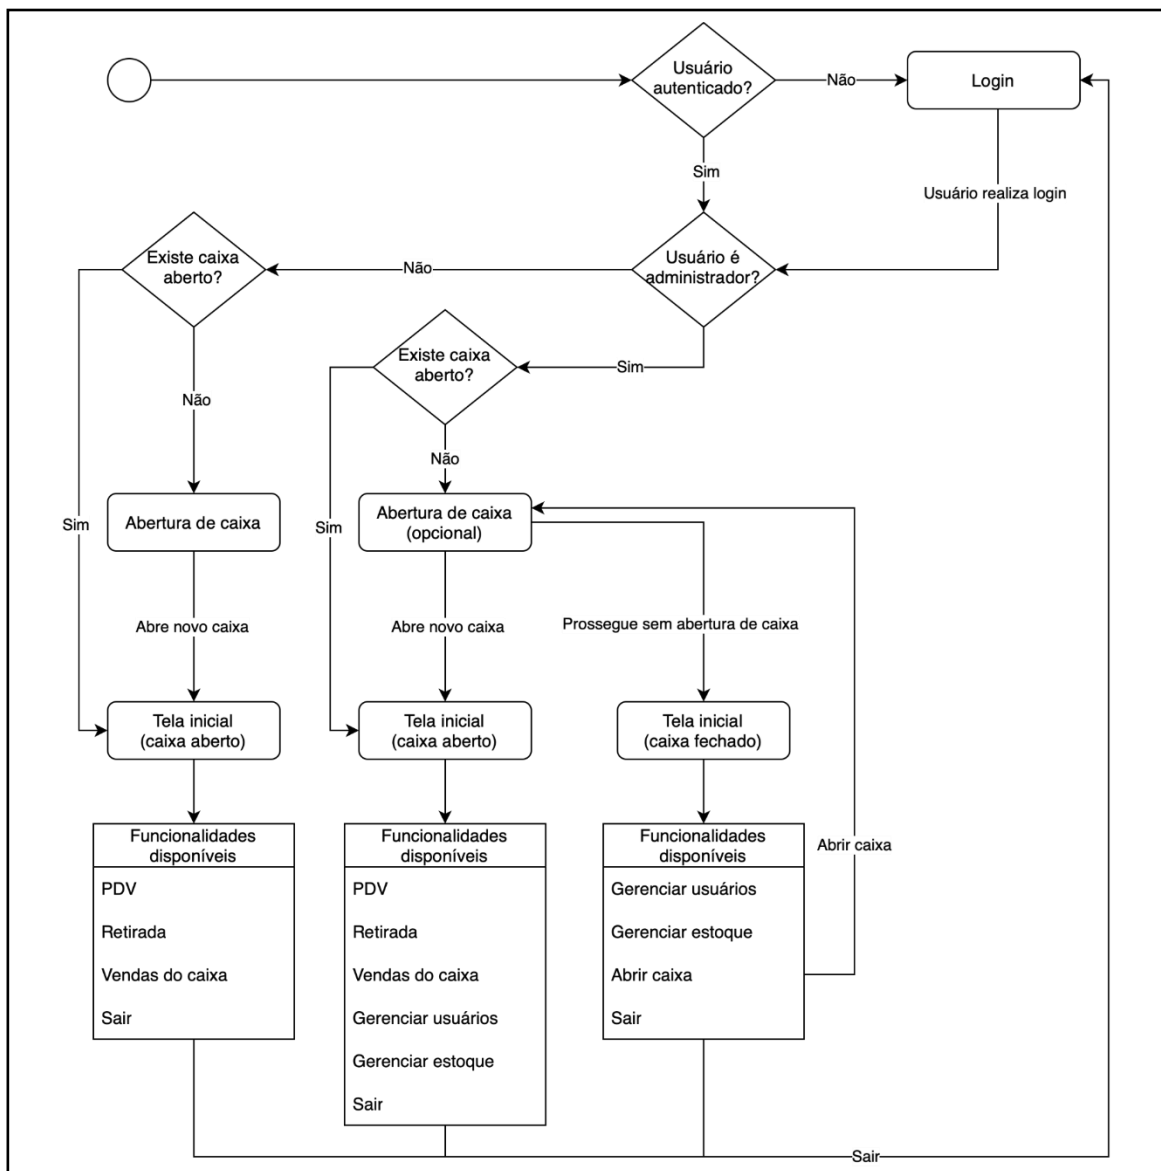 Usuário
autenticado?
Não
Login
Sim
Usuário realiza login
Existe caixa
aberto?
Não
Usuário é
administrador?
Existe caixa
aberto?
Sim
Não
Não
Sim
Abertura de caixa
Sim
Abertura de caixa
(opcional)
Abre novo caixa
Abre novo caixa
Prossegue sem abertura de caixa
Tela inicial
(caixa aberto)
Tela inicial
(caixa aberto)
Tela inicial
(caixa fechado)
Funcionalidades
disponíveis
PDV
Retirada
Vendas do caixa
Sair
Funcionalidades
disponíveis
PDV
Retirada
Vendas do caixa
Gerenciar usuários
Gerenciar estoque
Sair
Funcionalidades
disponíveis
Gerenciar usuários
Gerenciar estoque
Abrir caixa
Sair
Abrir caixa
Sair